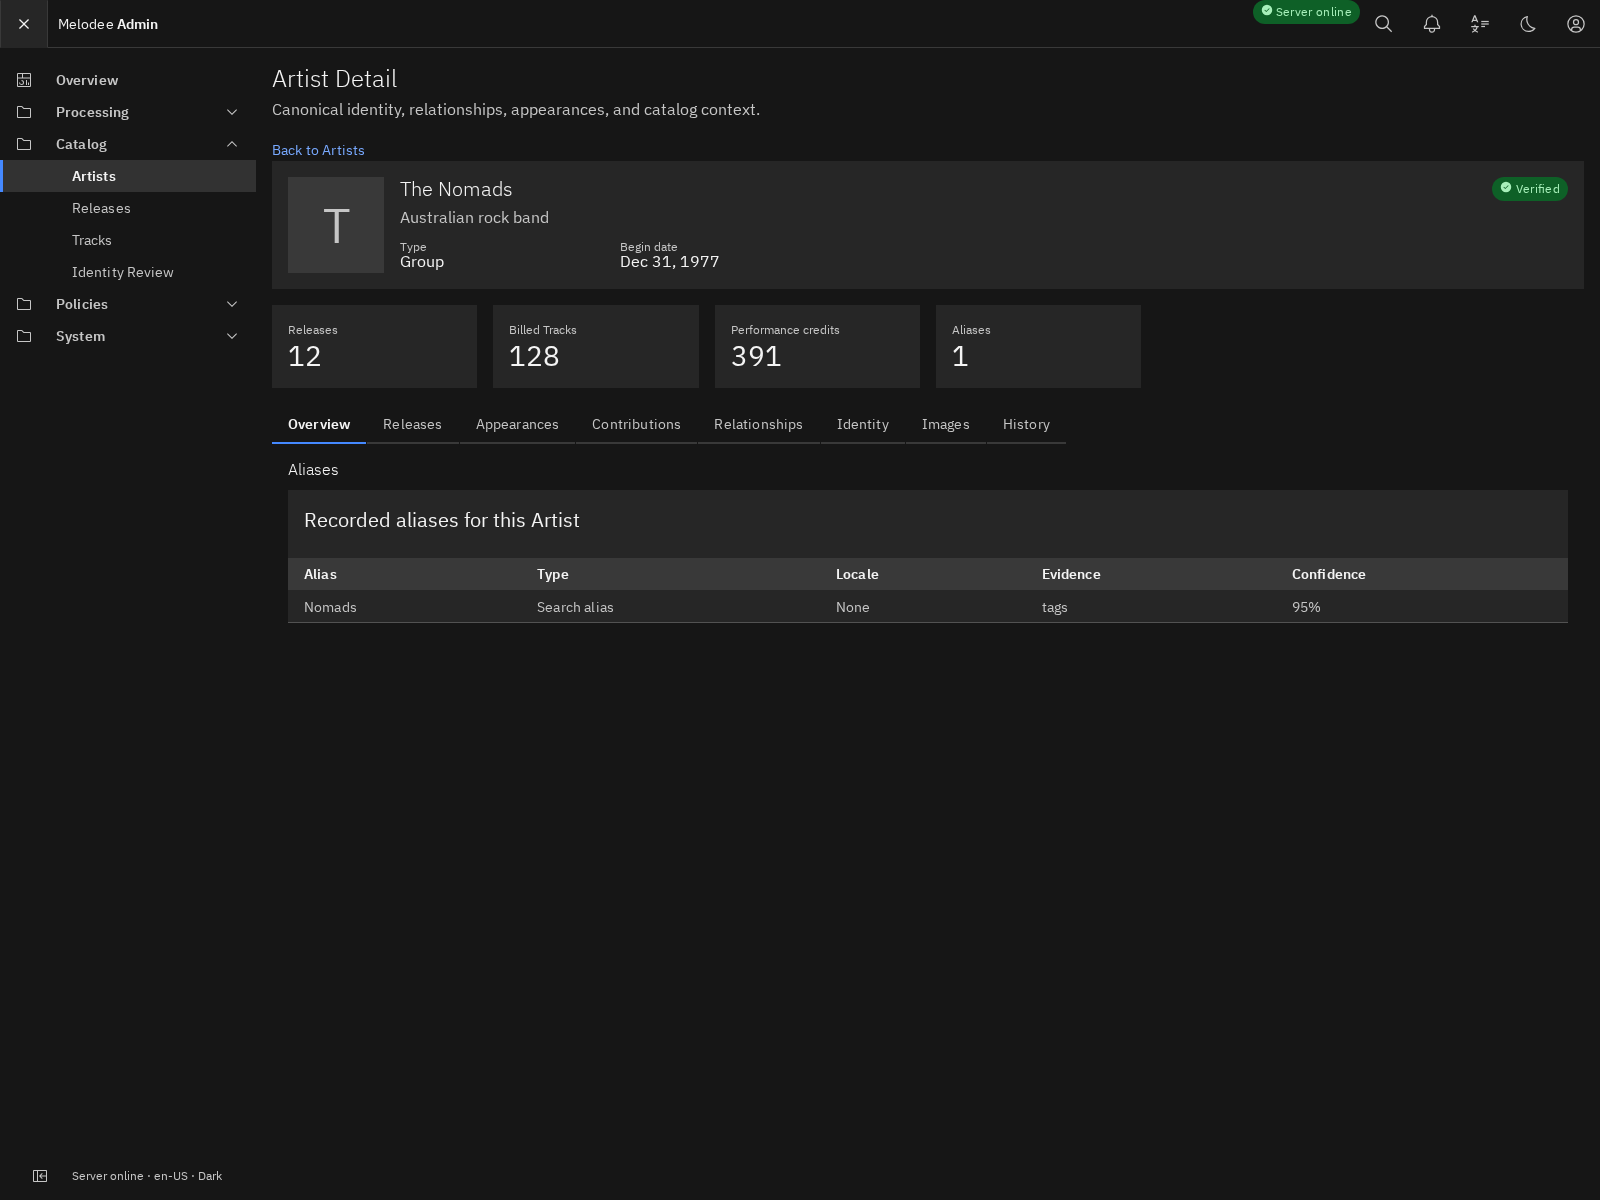 Melodee Admin
Server online
Overview
Processing
Catalog
Artists
Releases
Tracks
Identity Review
Policies
System
Artist Detail
Canonical identity, relationships, appearances, and catalog context.
Back to Artists
T
The Nomads
Verified
Australian rock band
Type
Group
Begin date
Dec 31, 1977
Releases
12
Billed Tracks
128
Performance credits
391
Aliases
1
Overview Releases Appearances Contributions Relationships Identity Images History
Aliases
Recorded aliases for this Artist
Alias Type Locale Evidence Confidence
Nomads Search alias None tags 95%
Server online · en-US · Dark